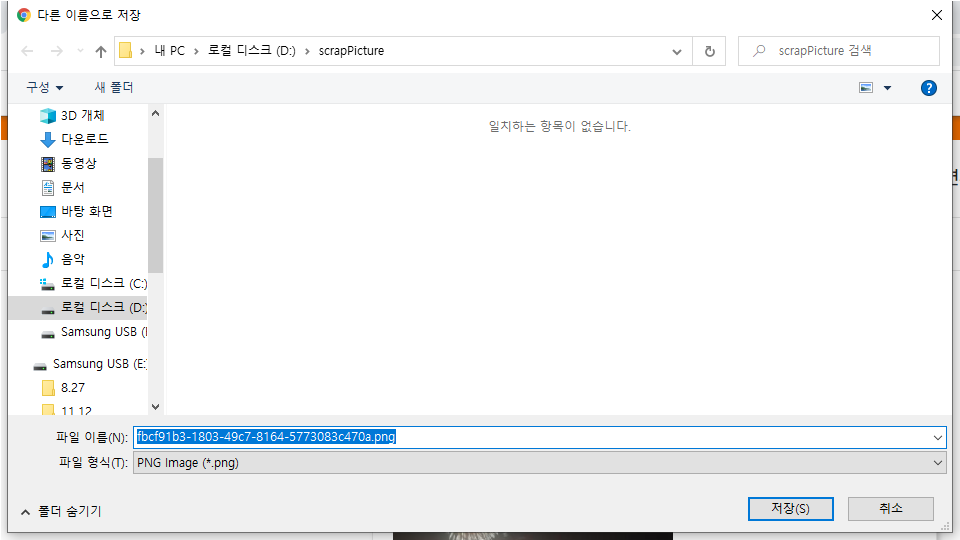 다른 이름으로 저장
내 PC
로컬 디스크 (D:)
scrapPicture
scrapPicture 검색
구성
새 폴더
3D 개체
다운로드
동영상
문서
바탕 화면
사진
음악
로컬 디스크 (C:)
로컬 디스크 (D:)
Samsung USB (
Samsung USB (E:
8.27
11.12
일치하는 항목이 없습니다.
파일 이름(N):
fbcf91b3-1803-49c7-8164-5773083c470a.png
파일 형식(T):
PNG Image (*.png)
폴더 숨기기
저장(S)
취소